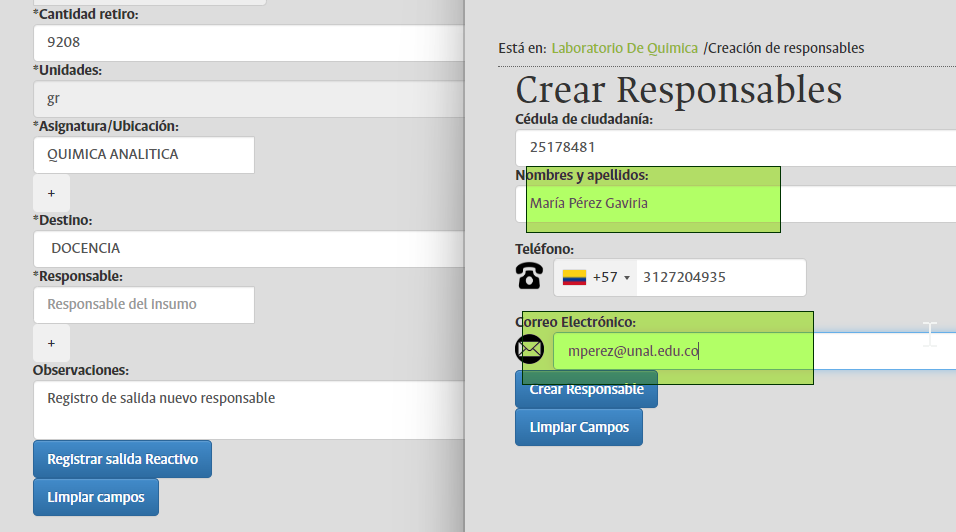 *Cantidad retiro:
9208
*Unidades:
gr
*Asignatura/Ubicación:
QUIMICA ANALITICA
+
*Destino:
DOCENCIA
*Responsable:
Responsable del Insumo
+
Observaciones:
Registro de salida nuevo responsable
Registrar salida Reactivo
Limpiar campos
Está en: Laboratorio De Quimica /Creación de responsables
Crear Responsables
Cédula de ciudadanía:
25178481
Nombres y apellidos:
María Pérez Gaviria
Teléfono:
+57 3127204935
Correo Electrónico:
mperez@unal.edu.co
Crear Responsable
Limpiar Campos